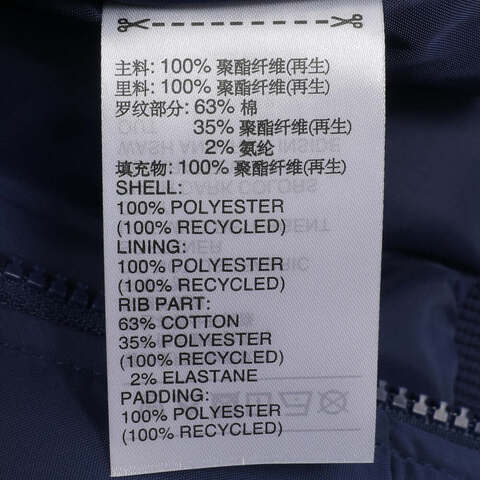 主料: 100% 聚酯纤维(再生)
里料: 100% 聚酯纤维(再生)
罗纹部分: 63% 棉
35% 聚酯纤维(再生)
2% 氨纶
填充物: 100% 聚酯纤维(再生)
SHELL:
100% POLYESTER
(100% RECYCLED)
LINING:
100% POLYESTER
(100% RECYCLED)
RIB PART:
63% COTTON
35% POLYESTER
(100% RECYCLED)
2% ELASTANE
PADDING:
100% POLYESTER
(100% RECYCLED)